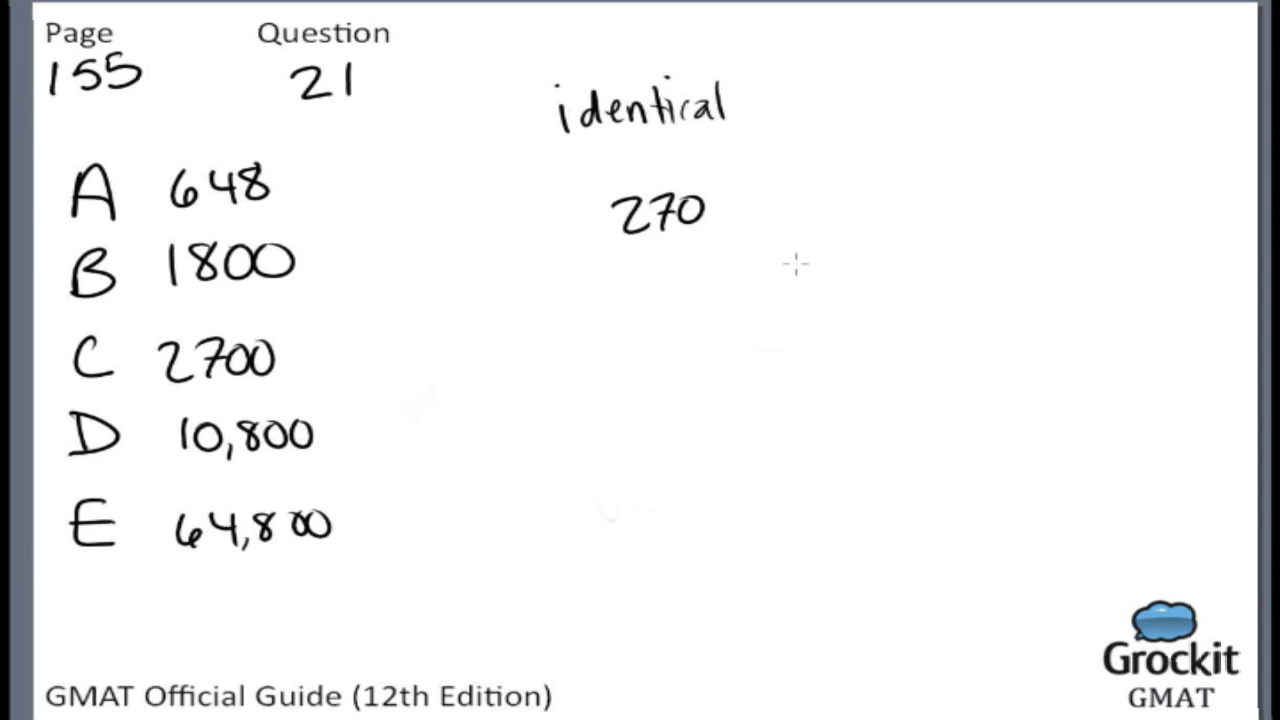 Page Question
155 21
identical
A 648
270
B 1800
C 2700
D 10,800
E 64,800
Grockit
GMAT
GMAT Official Guide (12th Edition)